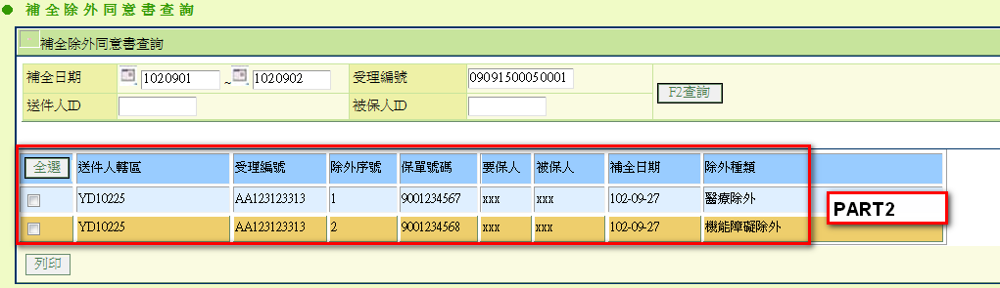 補全除外同意書查詢
補全除外同意書查詢
補全日期 1020901 ~ 1020902 受理編號 09091500050001 F2查詢
送件人ID 被保人ID
全選 送件人轄區 受理編號 除外序號 保單號碼 要保人 被保人 補全日期 除外種類
YD10225 AA123123313 1 9001234567 xxx xxx 102-09-27 醫療除外
PART2
YD10225 AA123123313 2 9001234568 xxx xxx 102-09-27 機能障礙除外
列印